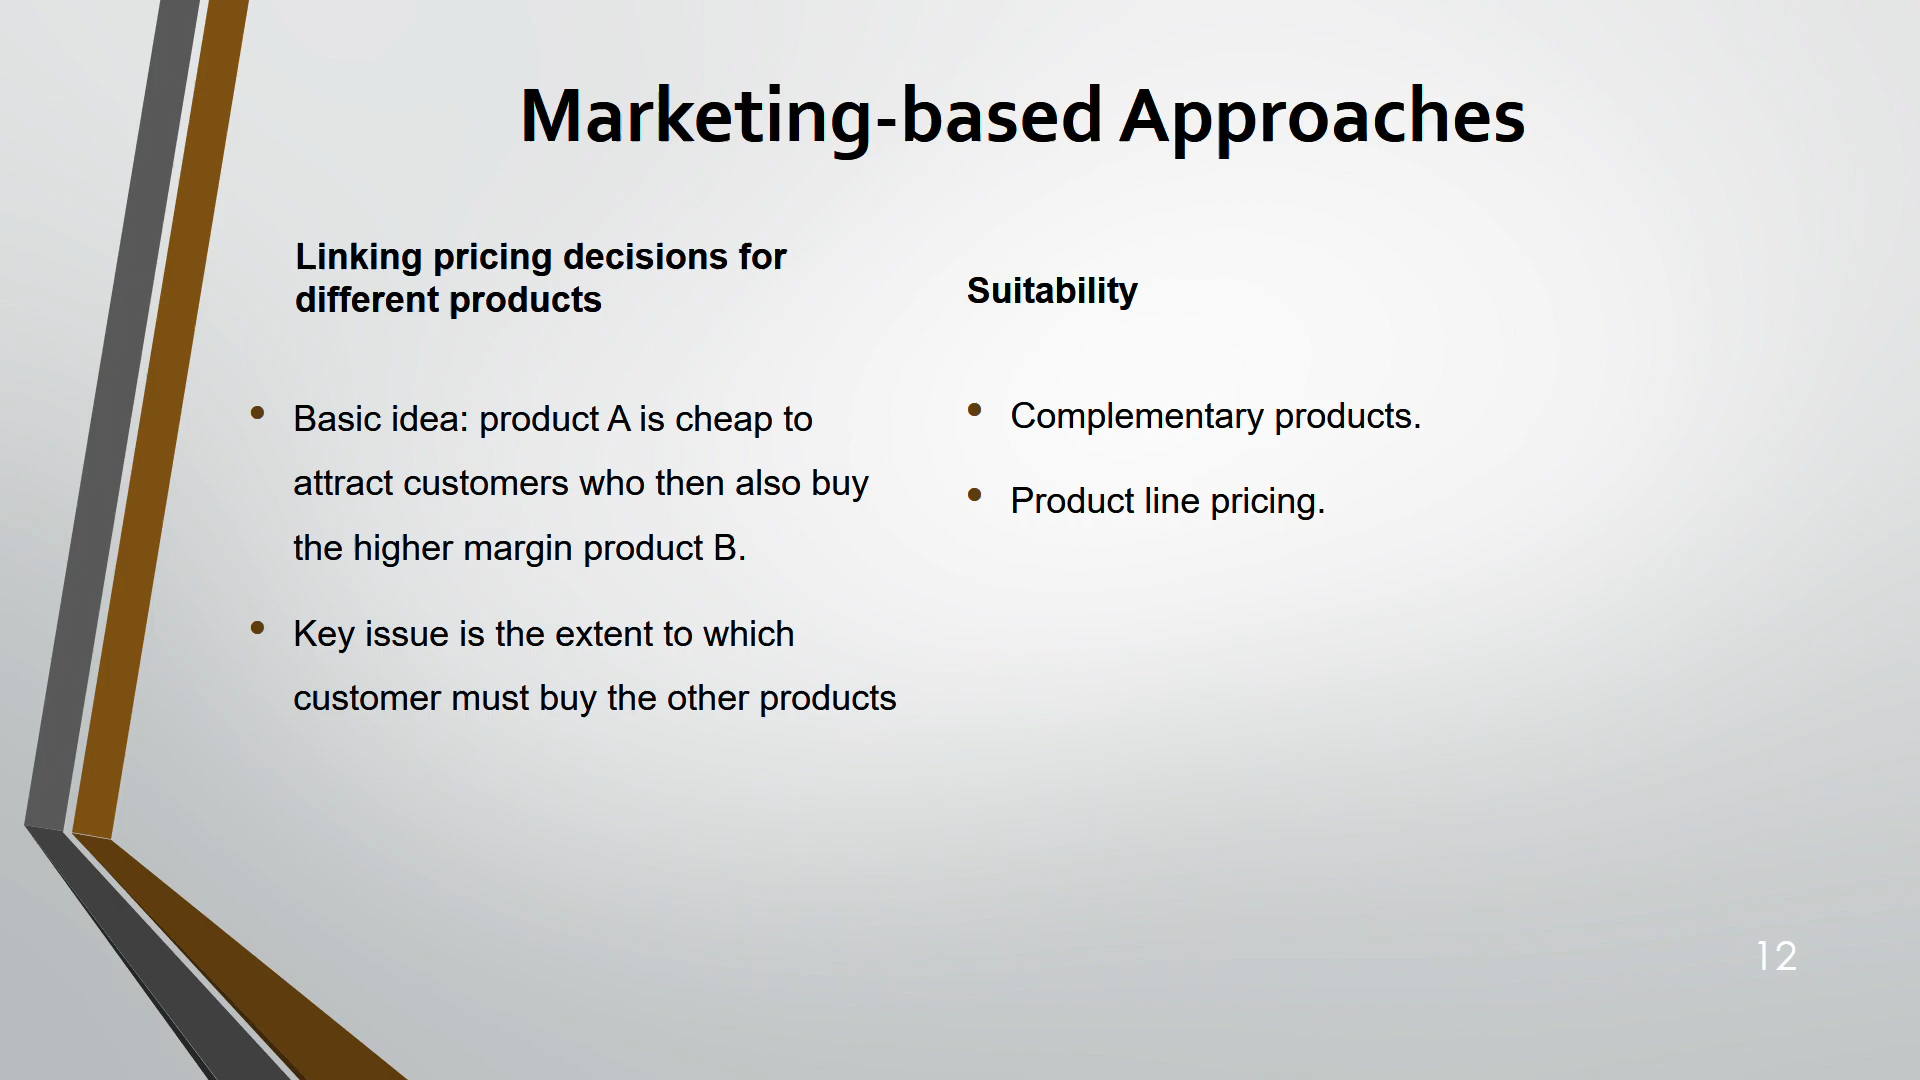 Marketing-based Approaches
Linking pricing decisions for
different products
• Basic idea: product A is cheap to
attract customers who then also buy
the higher margin product B.
• Key issue is the extent to which
customer must buy the other products
Suitability
• Complementary products.
• Product line pricing.
12